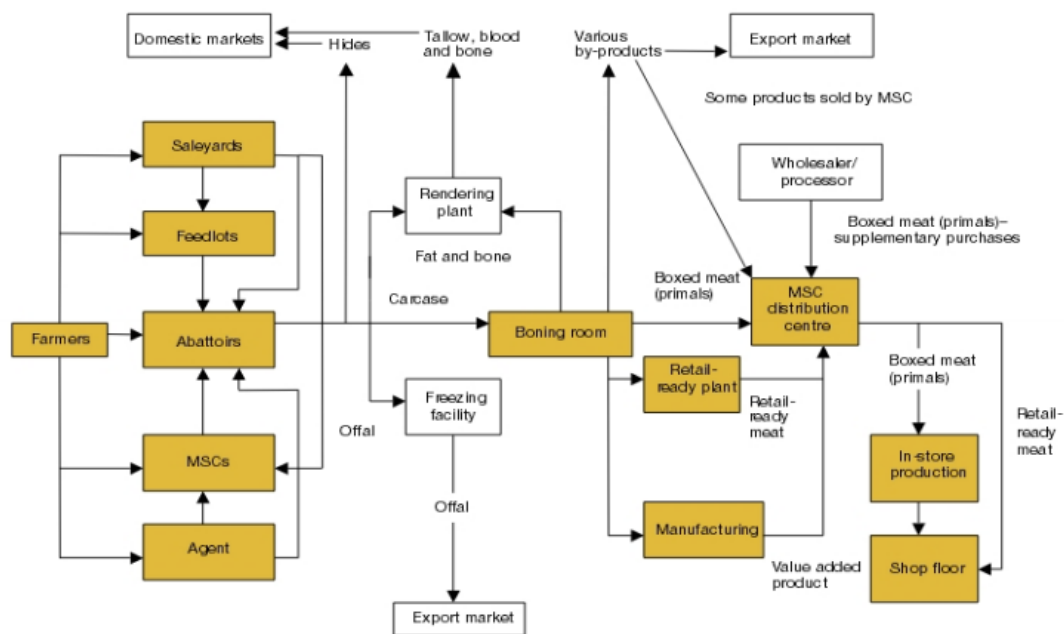 Domestic markets
Hides
Tallow, blood
and bone
Various
by-products
Export market
Some products sold by MSC
Saleyards
Wholesaler/
processor
Rendering
plant
Feedlots
Boxed meat (primals)–
supplementary purchases
Fat and bone
Boxed meat
(primals)
MSC
distribution
centre
Carcase
Farmers
Abattoirs
Boning room
Boxed meat
(primals)
Retail-
ready plant
Freezing
facility
Retail-
ready
meat
Retail-
ready
meat
Offal
MSCs
In-store
production
Offal
Manufacturing
Agent
Value added
product
Shop floor
Export market